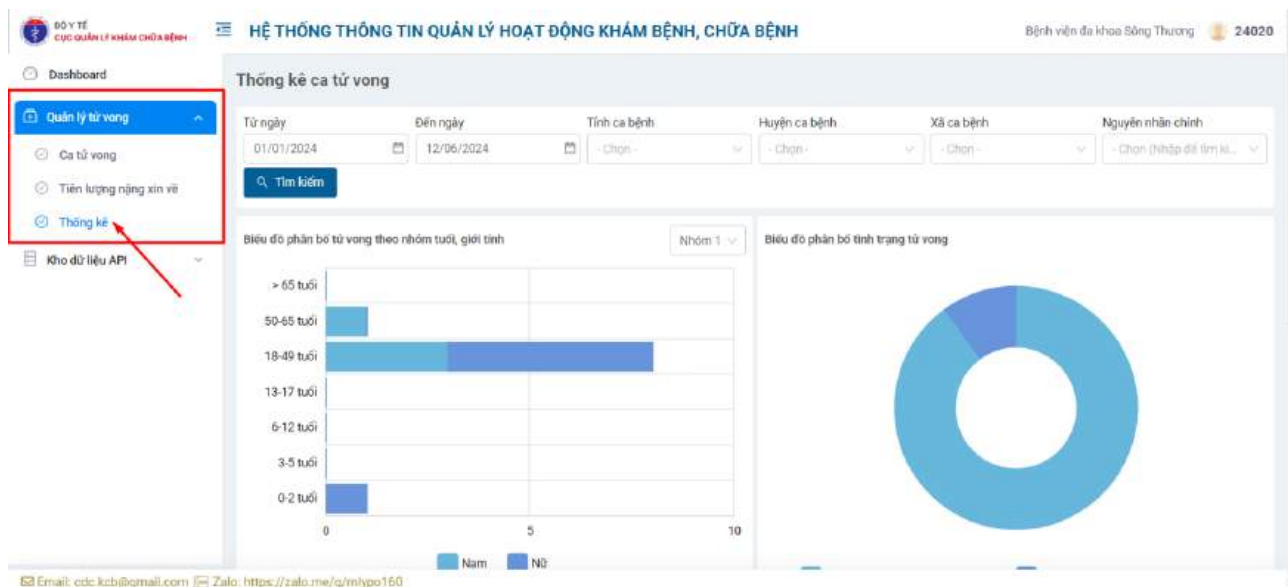 BỘ Y TẾ
CỤC QUẢN LÝ KHÁM CHỮA BỆNH
HỆ THỐNG THÔNG TIN QUẢN LÝ HOẠT ĐỘNG KHÁM BỆNH, CHỮA BỆNH
Bệnh viện đa khoa Sông Thương
24020
Dashboard
Quản lý tử vong
Ca tử vong
Tiên lượng nặng xin về
Thống kê
Kho dữ liệu API
Thống kê ca tử vong
Từ ngày
Đến ngày
Tỉnh ca bệnh
Huyện ca bệnh
Xã ca bệnh
Nguyên nhân chính
01/01/2024
12/06/2024
- Chọn -
- Chọn -
- Chọn -
- Chọn (Nhập để tìm ki...
Tìm kiếm
Biểu đồ phân bố tử vong theo nhóm tuổi, giới tính
Nhóm 1
> 65 tuổi
50-65 tuổi
18-49 tuổi
13-17 tuổi
6-12 tuổi
3-5 tuổi
0-2 tuổi
0
5
10
Nam
Nữ
Biểu đồ phân bố tình trạng tử vong
Email: cdc.kcb@gmail.com
Zalo: https://zalo.me/g/mlypo160